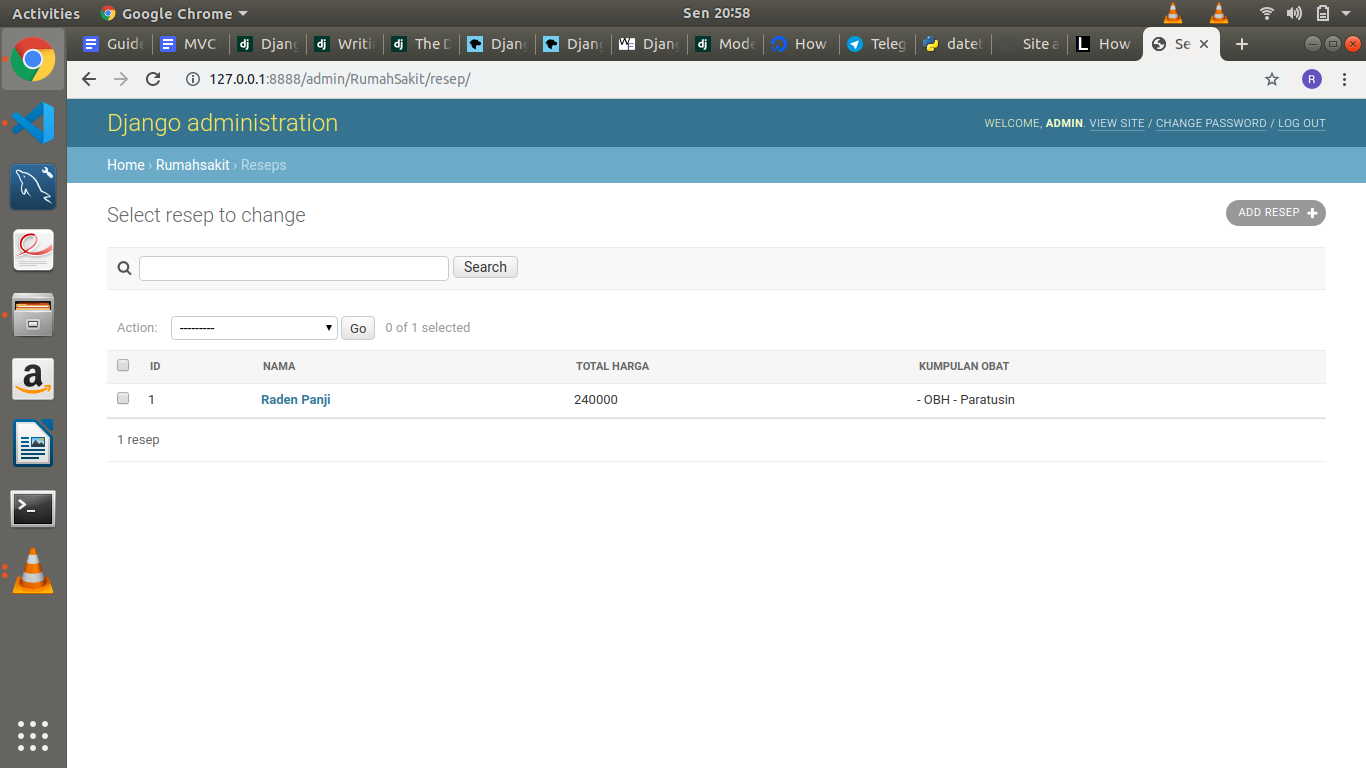 Activities Google Chrome Sen 20:58
Guide MVC Djang Writi The D Djang Djang Djang Mode How Teleg datet Site a How Se
127.0.0.1:8888/admin/RumahSakit/resep/ R
Django administration WELCOME, ADMIN. VIEW SITE / CHANGE PASSWORD / LOG OUT
Home › Rumahsakit › Reseps
Select resep to change ADD RESEP +
Search
Action: --------- Go 0 of 1 selected
ID NAMA TOTAL HARGA KUMPULAN OBAT
1 Raden Panji 240000 - OBH - Paratusin
1 resep